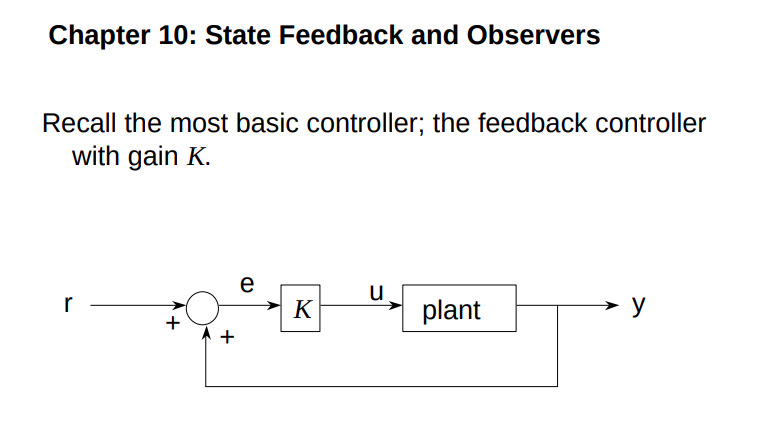 Chapter 10: State Feedback and Observers
Recall the most basic controller; the feedback controller
with gain K.
e
r
u
K
plant
y
+
+